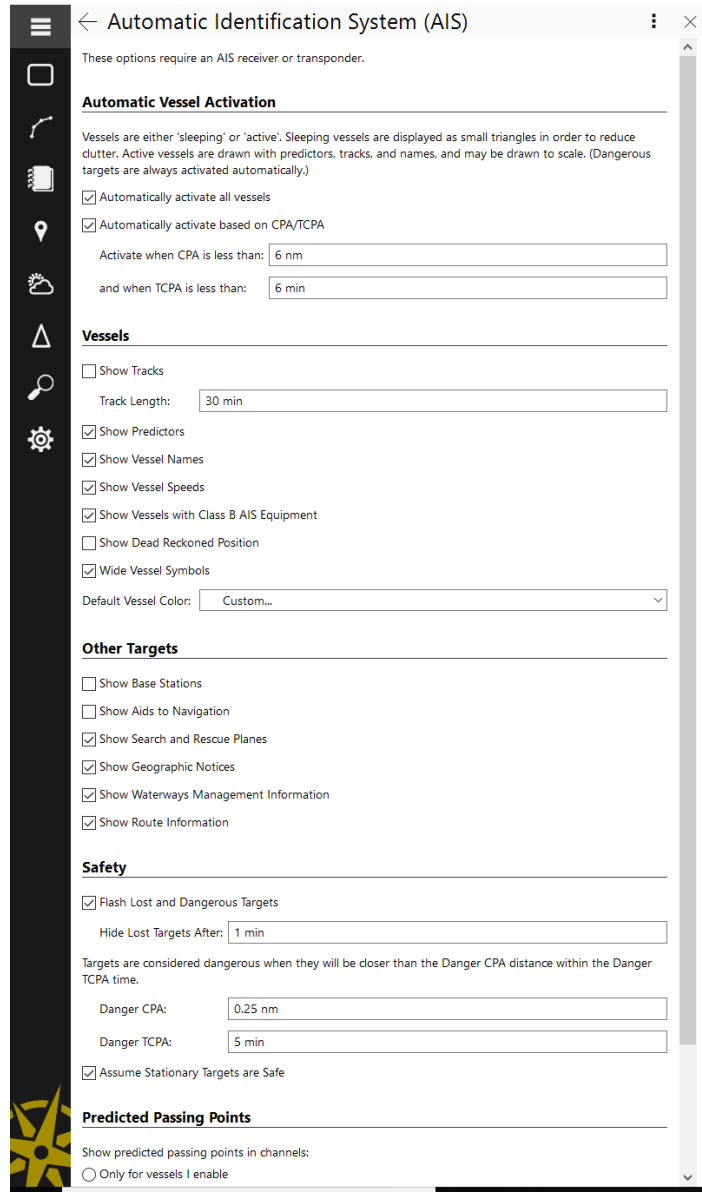 Automatic Identification System (AIS)
These options require an AIS receiver or transponder.
Automatic Vessel Activation
Vessels are either 'sleeping' or 'active'. Sleeping vessels are displayed as small triangles in order to reduce
clutter. Active vessels are drawn with predictors, tracks, and names, and may be drawn to scale. (Dangerous
targets are always activated automatically.)
Automatically activate all vessels
Automatically activate based on CPA/TCPA
Activate when CPA is less than: 6 nm
and when TCPA is less than: 6 min
Vessels
Show Tracks
Track Length: 30 min
Show Predictors
Show Vessel Names
Show Vessel Speeds
Show Vessels with Class B AIS Equipment
Show Dead Reckoned Position
Wide Vessel Symbols
Default Vessel Color: Custom...
Other Targets
Show Base Stations
Show Aids to Navigation
Show Search and Rescue Planes
Show Geographic Notices
Show Waterways Management Information
Show Route Information
Safety
Flash Lost and Dangerous Targets
Hide Lost Targets After: 1 min
Targets are considered dangerous when they will be closer than the Danger CPA distance within the Danger
TCPA time.
Danger CPA: 0.25 nm
Danger TCPA: 5 min
Assume Stationary Targets are Safe
Predicted Passing Points
Show predicted passing points in channels:
Only for vessels I enable